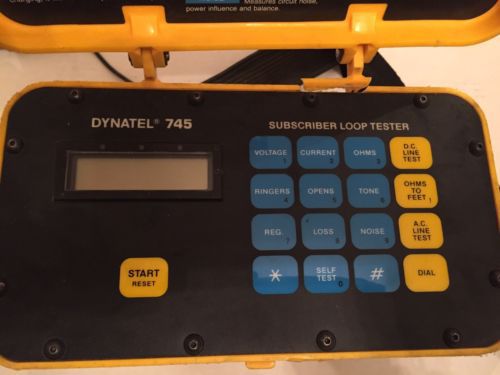 Measures circuit noise,
power influence and balance.
DYNATEL® 745
SUBSCRIBER LOOP TESTER
VOLTAGE 1
CURRENT 2
OHMS 3
D.C. LINE TEST
RINGERS 4
OPENS 5
TONE 6
OHMS TO FEET
REG. 7
LOSS 8
NOISE 9
A.C. LINE TEST
START
RESET
*
SELF TEST 0
#
DIAL